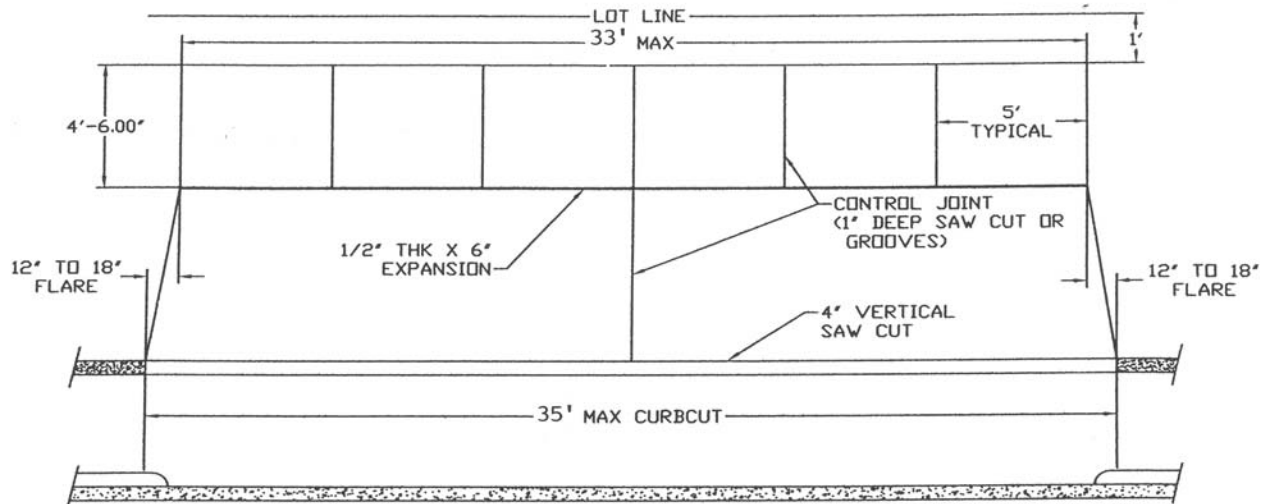 LOT LINE
33' MAX
1'
4'-6.00"
5'
TYPICAL
CONTROL JOINT
(1" DEEP SAW CUT OR
GROOVES)
1/2" THK X 6"
EXPANSION
12" TO 18"
FLARE
12" TO 18"
FLARE
4" VERTICAL
SAW CUT
35' MAX CURBCUT